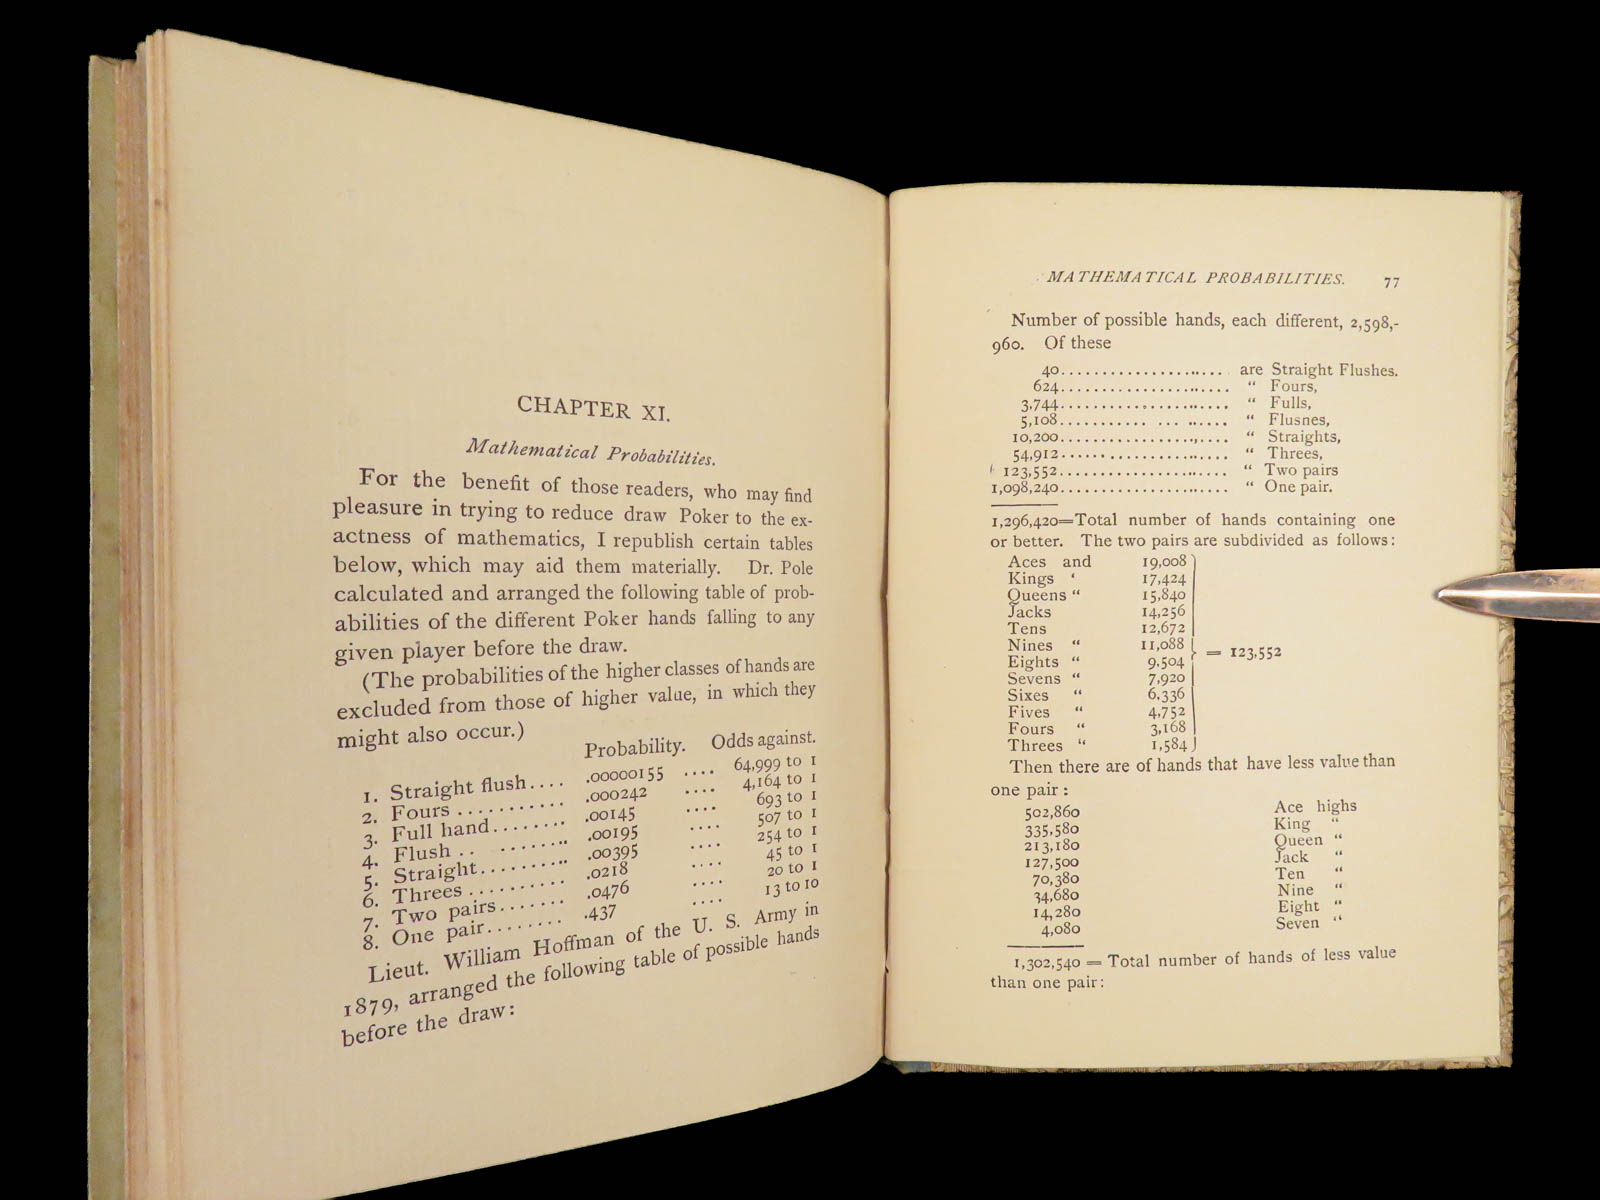 CHAPTER XI.
Mathematical Probabilities.
For the benefit of those readers, who may find
pleasure in trying to reduce draw Poker to the ex-
actness of mathematics, I republish certain tables
below, which may aid them materially. Dr. Pole
calculated and arranged the following table of prob-
abilities of the different Poker hands falling to any
given player before the draw.
(The probabilities of the higher classes of hands are
excluded from those of higher value, in which they
might also occur.)
Probability. Odds against.
1. Straight flush.... .00000155 .... 64,999 to 1
2. Fours ........... .000242 .... 4,164 to 1
3. Full hand........ .00145 .... 693 to 1
4. Flush .. ........ .00195 .... 507 to 1
5. Straight......... .00395 .... 254 to 1
6. Threes .......... .0218 .... 45 to 1
7. Two pairs....... .0476 .... 20 to 1
8. One pair........ .437 .... 13 to 10
Lieut. William Hoffman of the U. S. Army in
1879, arranged the following table of possible hands
before the draw:
MATHEMATICAL PROBABILITIES. 77
Number of possible hands, each different, 2,598,-
960. Of these
40.................... are Straight Flushes.
624.................... " Fours,
3,744.................... " Fulls,
5,108........... ... ...... " Flusnes,
10,200.................... " Straights,
54,912.................... " Threes,
123,552.................... " Two pairs
1,098,240.................... " One pair.
1,296,420=Total number of hands containing one
or better. The two pairs are subdivided as follows:
Aces and 19,008
Kings ‘ 17,424
Queens " 15,840
Jacks 14,256
Tens 12,672
Nines " 11,088
Eights " 9,504 = 123,552
Sevens " 7,920
Sixes " 6,336
Fives " 4,752
Fours " 3,168
Threes " 1,584
Then there are of hands that have less value than
one pair:
502,860 Ace highs
335,580 King "
213,180 Queen "
127,500 Jack "
70,380 Ten "
34,680 Nine "
14,280 Eight "
4,080 Seven "
1,302,540 = Total number of hands of less value
than one pair: